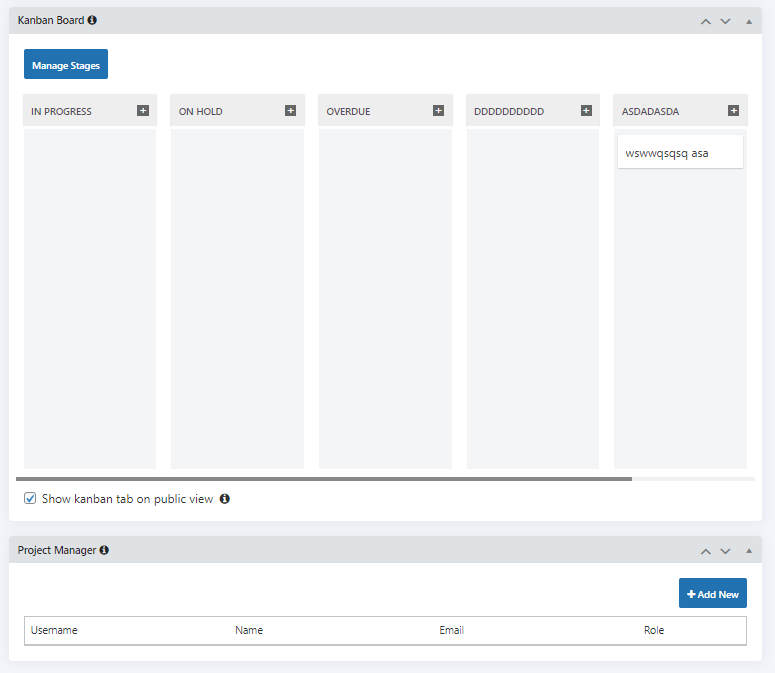 Kanban Board
Manage Stages
IN PROGRESS
ON HOLD
OVERDUE
DDDDDDDDDD
ASDADASDA
wswwqsqsq asa
Show kanban tab on public view
Project Manager
Add New
Username Name Email Role